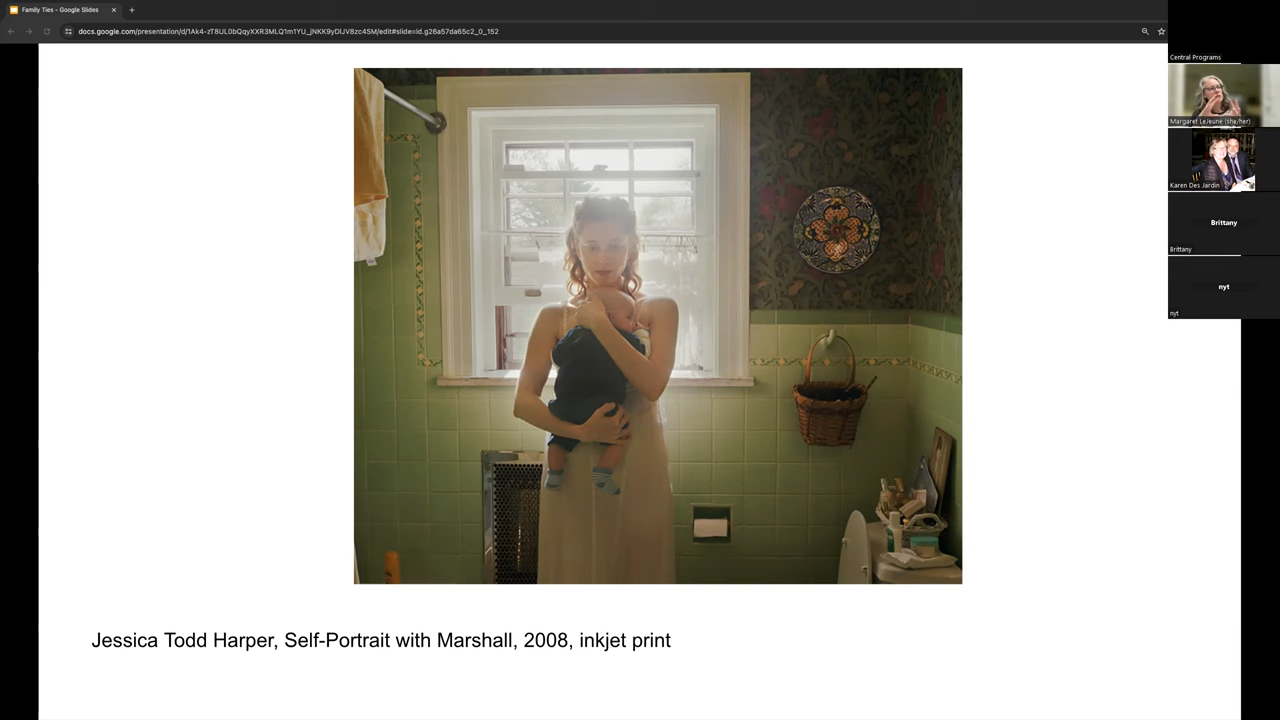 Family Ties - Google Slides
docs.google.com/presentation/d/1Ak4-zT8UL0bQqyXXR3MLQ1m1YU_jNKK9yDlJV8zc4SM/edit#slide=id.g26a57da65c2_0_152
Central Programs
Margaret LeJeune (she/her)
Karen Des Jardin
Brittany
Brittany
nyt
nyt
Jessica Todd Harper, Self-Portrait with Marshall, 2008, inkjet print